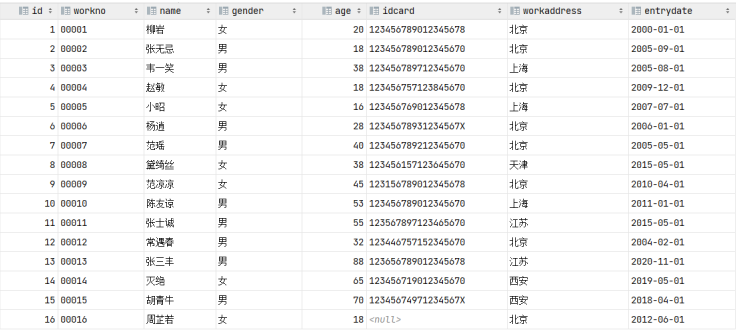 id workno name gender age idcard workaddress entrydate
1 00001 柳岩 女 20 123456789012345678 北京 2000-01-01
2 00002 张无忌 男 18 123456789012345670 北京 2005-09-01
3 00003 韦一笑 男 38 123456789712345670 上海 2005-08-01
4 00004 赵敏 女 18 123456757123845670 北京 2009-12-01
5 00005 小昭 女 16 123456769012345678 上海 2007-07-01
6 00006 杨逍 男 28 12345678931234567X 北京 2006-01-01
7 00007 范瑶 男 40 123456789212345670 北京 2005-05-01
8 00008 黛绮丝 女 38 123456157123645670 天津 2015-05-01
9 00009 范凉凉 女 45 123156789012345678 北京 2010-04-01
10 00010 陈友谅 男 53 123456789012345670 上海 2011-01-01
11 00011 张士诚 男 55 123567897123465670 江苏 2015-05-01
12 00012 常遇春 男 32 123446757152345670 北京 2004-02-01
13 00013 张三丰 男 88 123656789012345678 江苏 2020-11-01
14 00014 灭绝 女 65 123456719012345670 西安 2019-05-01
15 00015 胡青牛 男 70 12345674971234567X 西安 2018-04-01
16 00016 周芷若 女 18 <null> 北京 2012-06-01